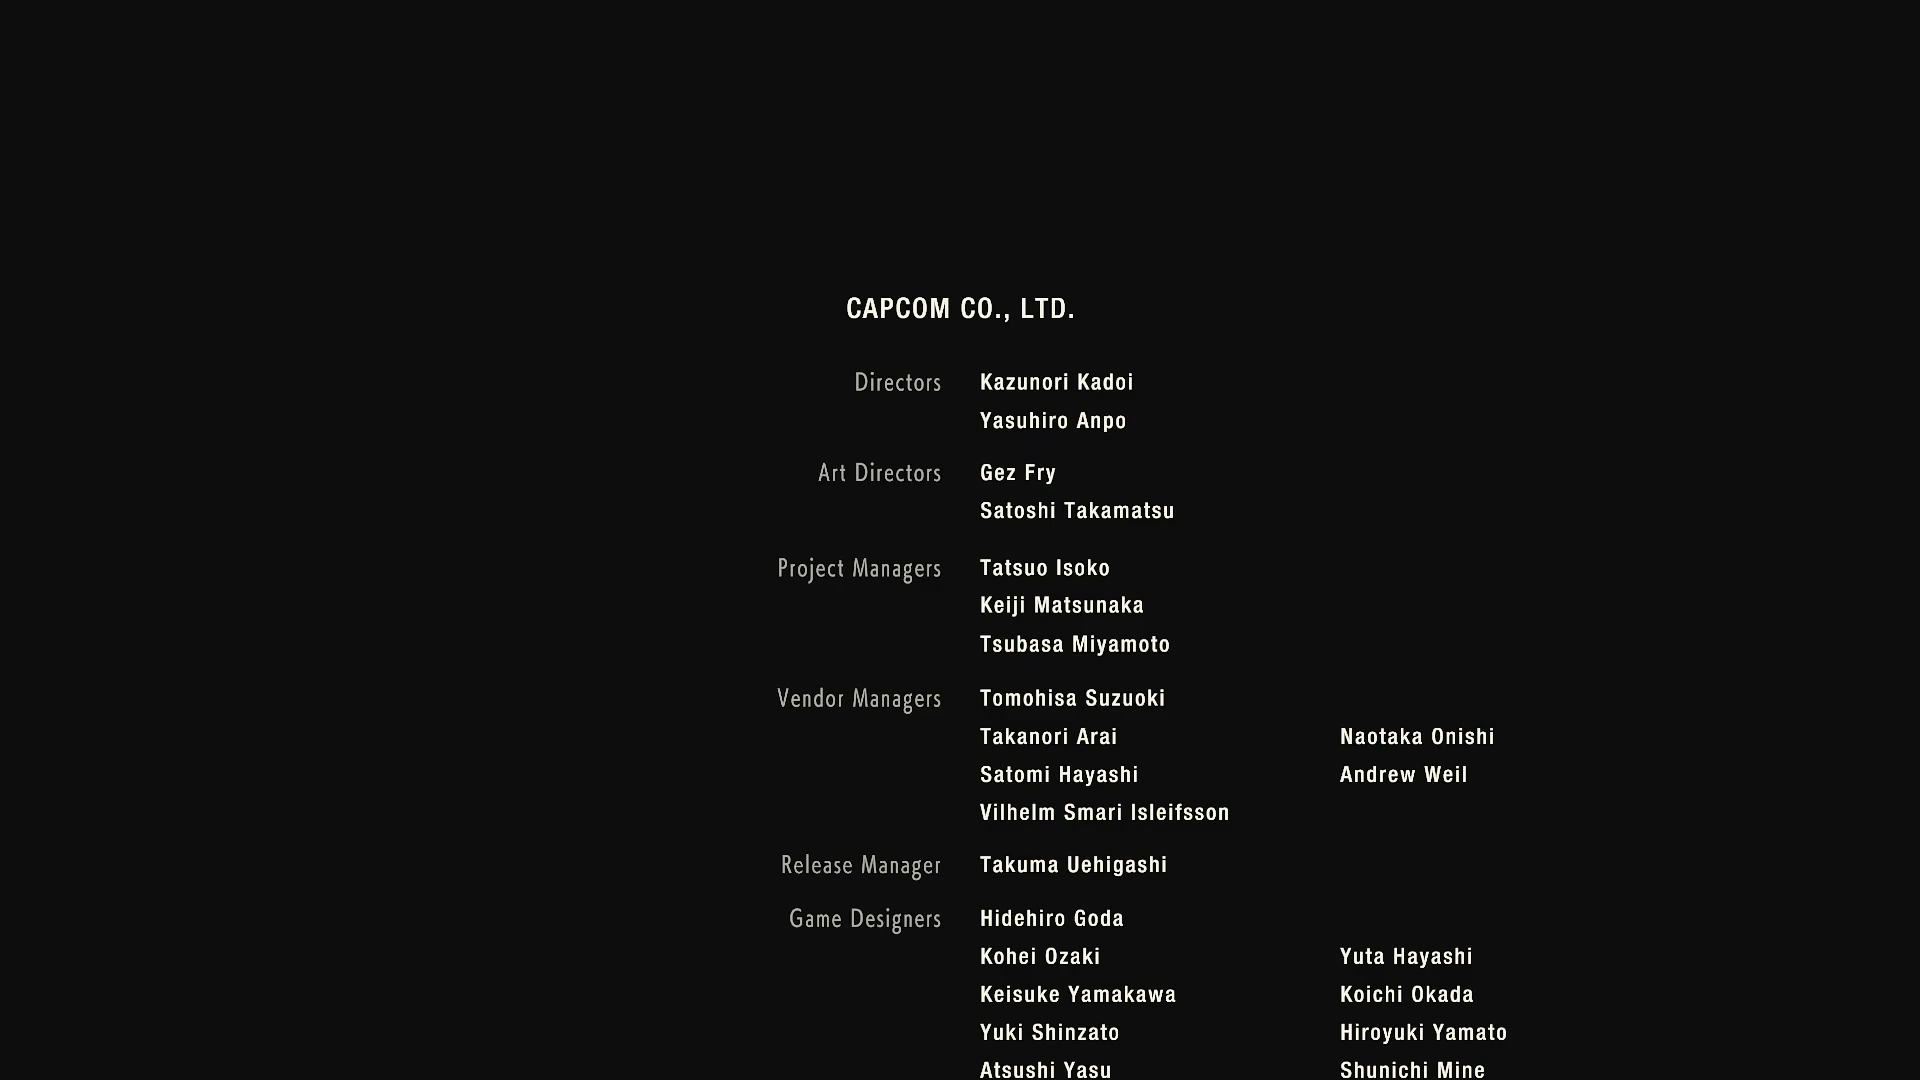 CAPCOM CO., LTD.
Directors Kazunori Kadoi
Yasuhiro Anpo
Art Directors Gez Fry
Satoshi Takamatsu
Project Managers Tatsuo Isoko
Keiji Matsunaka
Tsubasa Miyamoto
Vendor Managers Tomohisa Suzuoki
Takanori Arai Naotaka Onishi
Satomi Hayashi Andrew Weil
Vilhelm Smari Isleifsson
Release Manager Takuma Uehigashi
Game Designers Hidehiro Goda
Kohei Ozaki Yuta Hayashi
Keisuke Yamakawa Koichi Okada
Yuki Shinzato Hiroyuki Yamato
Atsushi Yasu Shunichi Mine